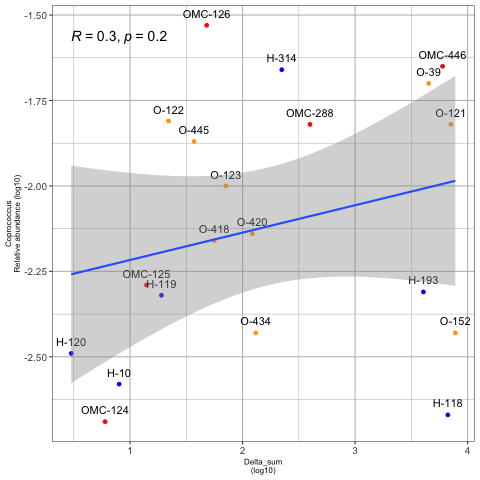 OMC-126
-1.50
R = 0.3, p = 0.2
OMC-446
H-314
O-39
-1.75
O-122
OMC-288
O-121
O-445
O-123
-2.00
O-420
O-418
Coprococcus
Relative abundance (log10)
-2.25
OMC-125
H-119
H-193
O-434
O-152
H-120
-2.50
H-10
OMC-124
H-118
1
2
3
4
Delta_sum
(log10)